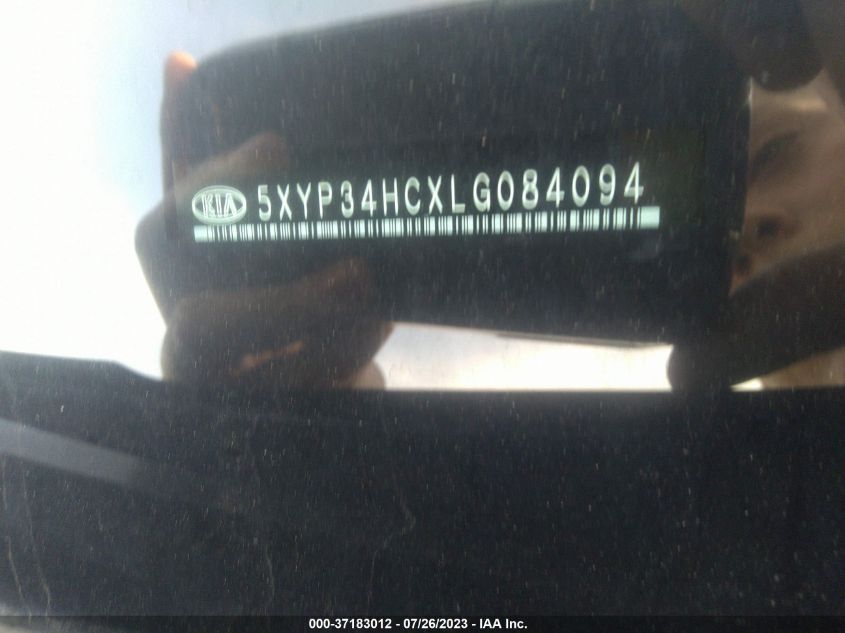 KIA 5XYP34HCXLG084094
000-37183012 - 07/26/2023 - IAA Inc.